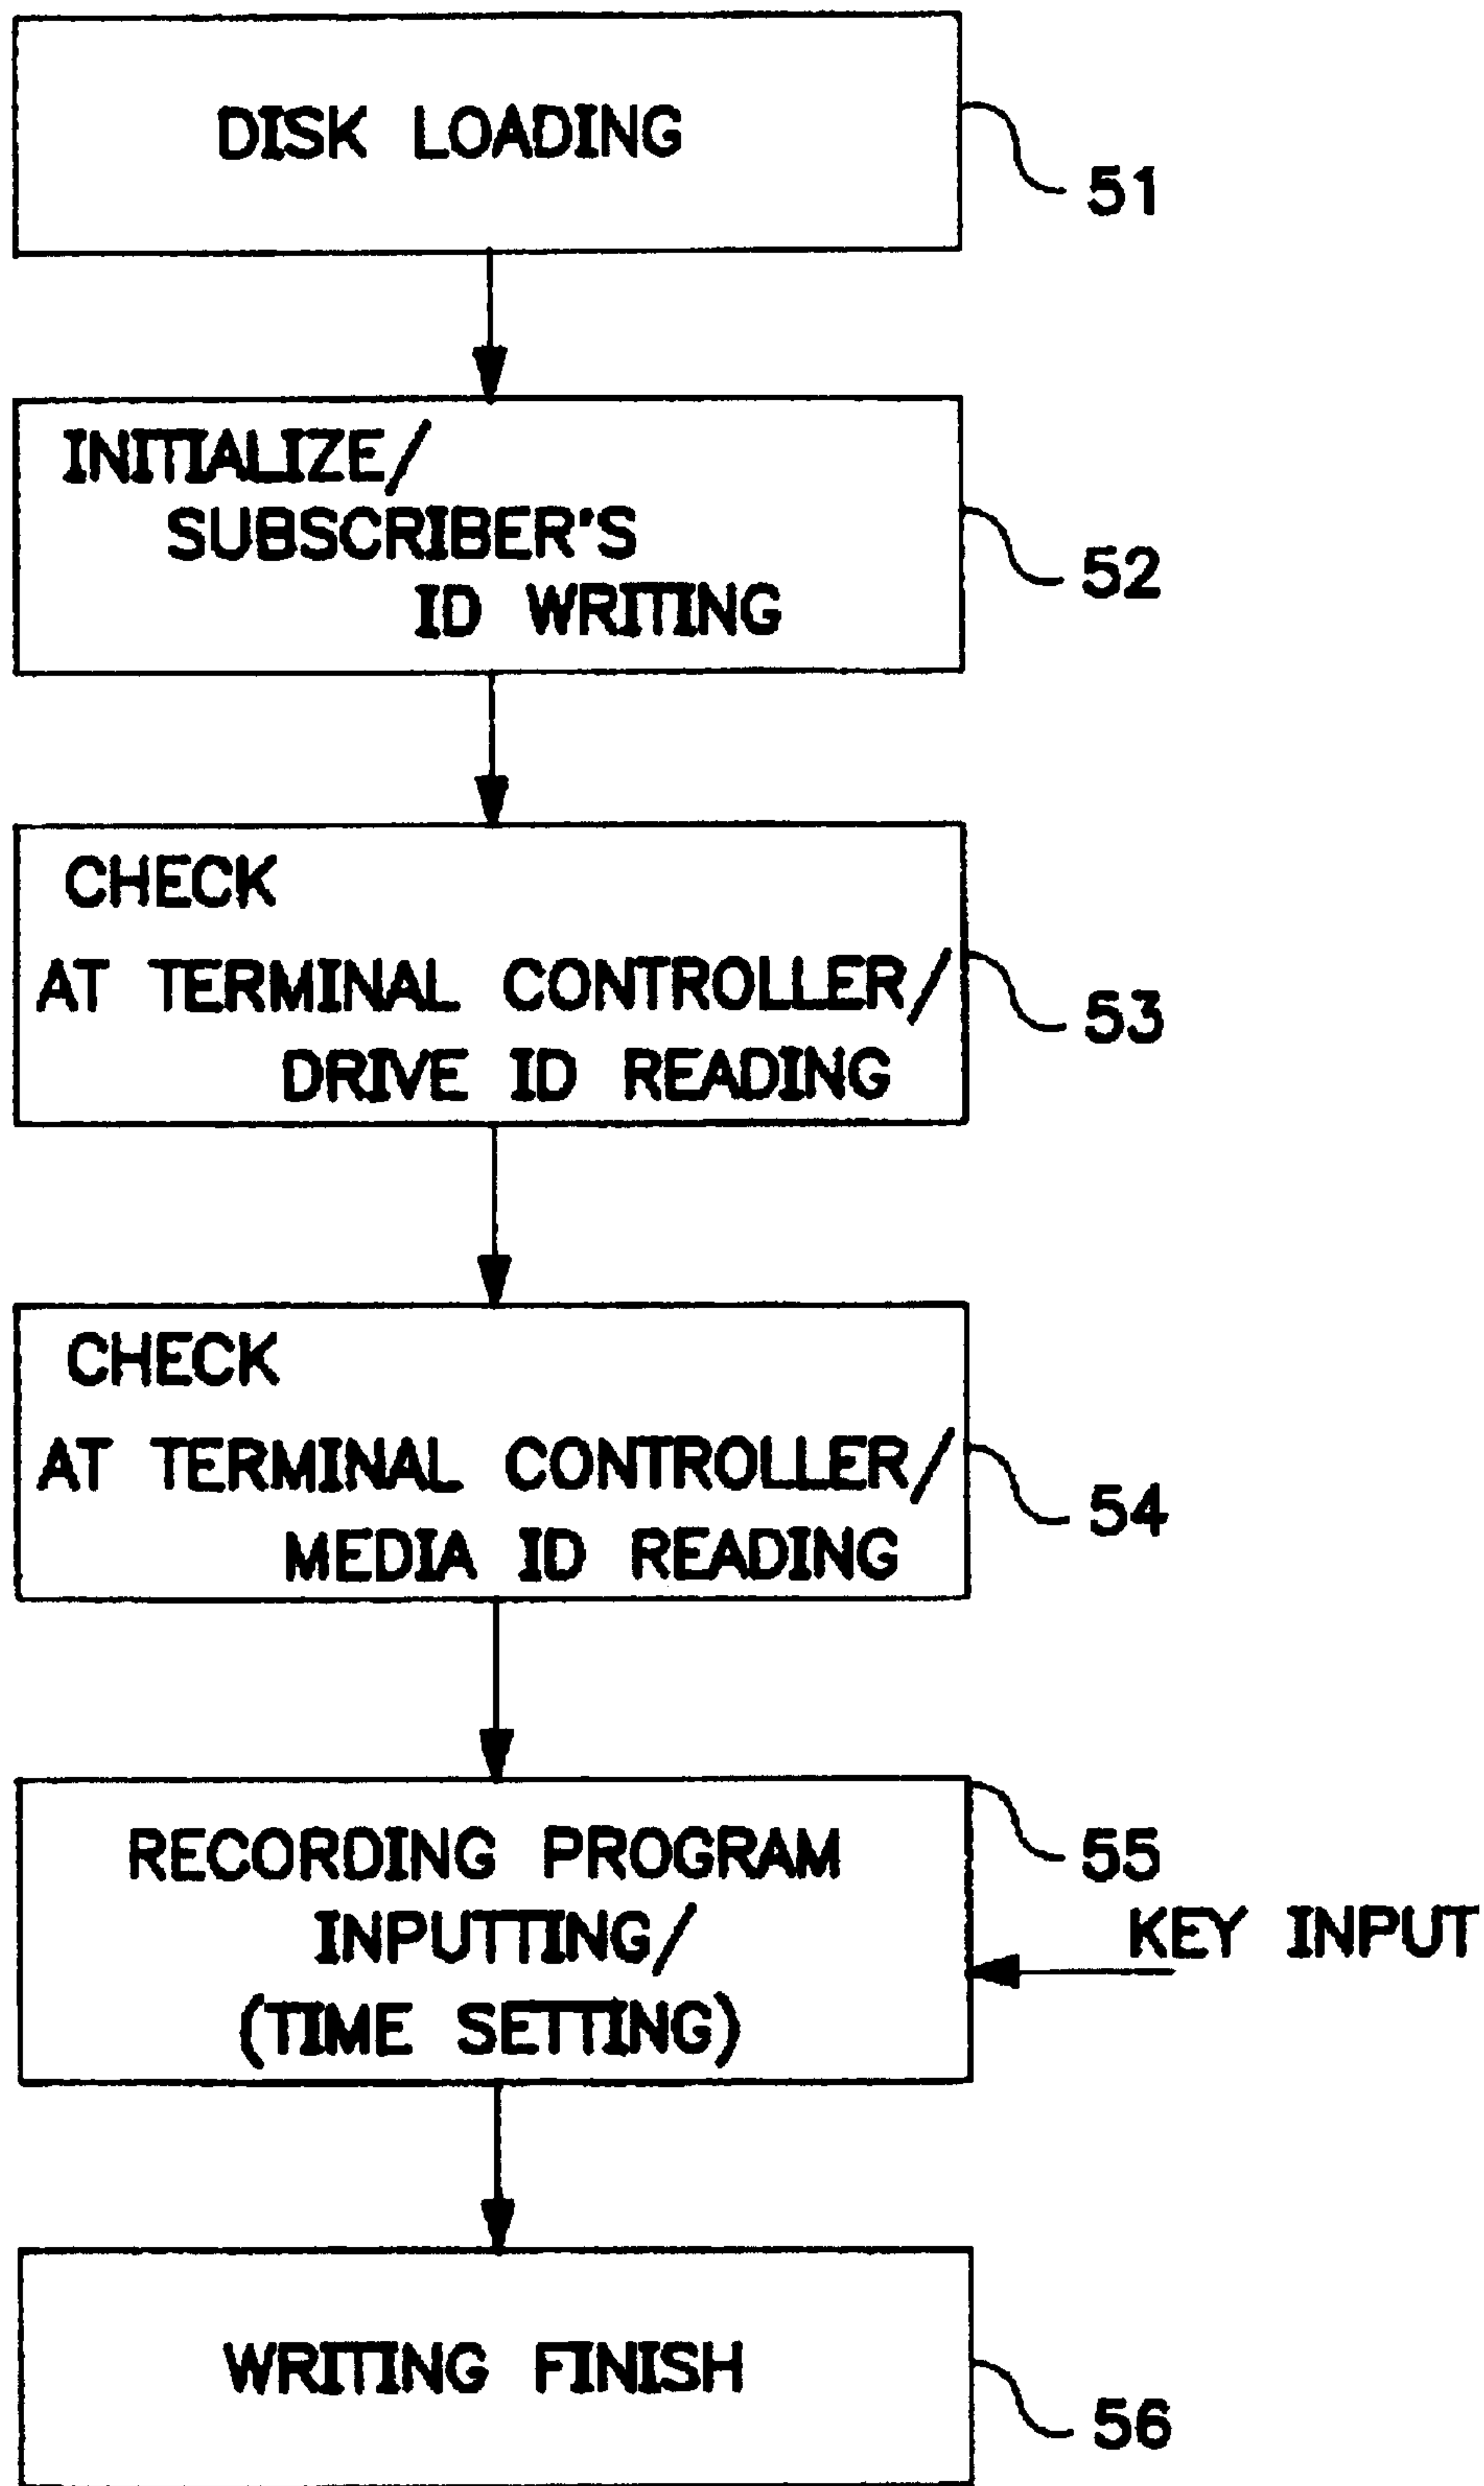 DISK LOADING
51
INITIALIZE/
SUBSCRIBER'S
ID WRITING
52
CHECK
AT TERMINAL CONTROLLER/
DRIVE ID READING
53
CHECK
AT TERMINAL CONTROLLER/
MEDIA ID READING
54
RECORDING PROGRAM
INPUTTING/
(TIME SETTING)
55
KEY INPUT
WRITING FINISH
56